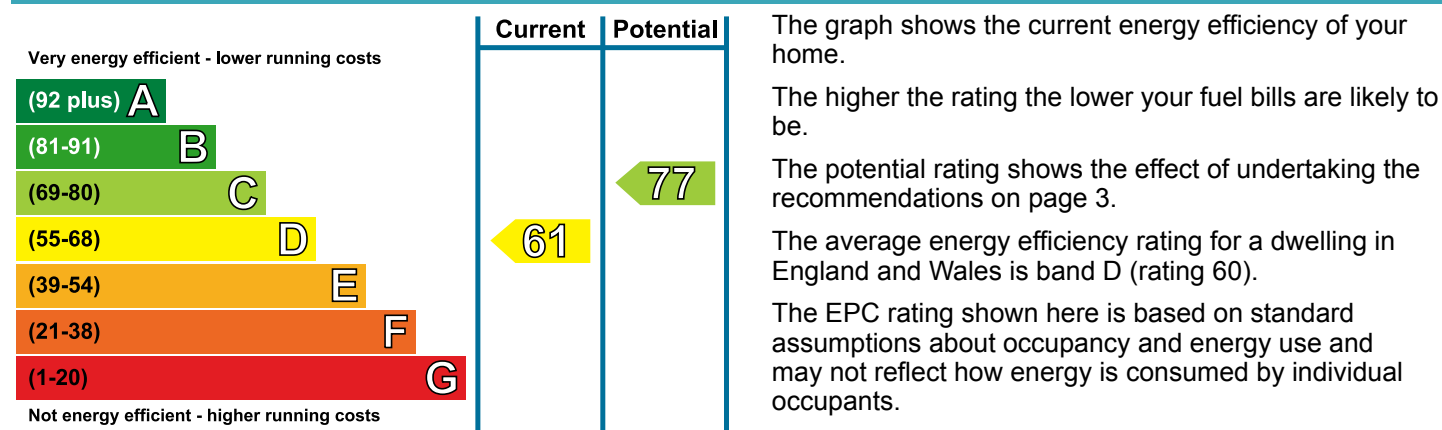 Current Potential
Very energy efficient - lower running costs
(92 plus) A
(81-91) B
(69-80) C
77
(55-68) D
61
(39-54) E
(21-38) F
(1-20) G
Not energy efficient - higher running costs
The graph shows the current energy efficiency of your
home.
The higher the rating the lower your fuel bills are likely to
be.
The potential rating shows the effect of undertaking the
recommendations on page 3.
The average energy efficiency rating for a dwelling in
England and Wales is band D (rating 60).
The EPC rating shown here is based on standard
assumptions about occupancy and energy use and
may not reflect how energy is consumed by individual
occupants.